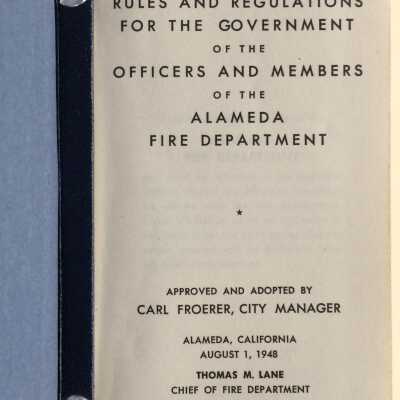 RULES AND REGULATIONS
FOR THE GOVERNMENT
OF THE
OFFICERS AND MEMBERS
OF THE
ALAMEDA
FIRE DEPARTMENT
★
APPROVED AND ADOPTED BY
CARL FROERER, CITY MANAGER
ALAMEDA, CALIFORNIA
AUGUST 1, 1948
THOMAS M. LANE
CHIEF OF FIRE DEPARTMENT